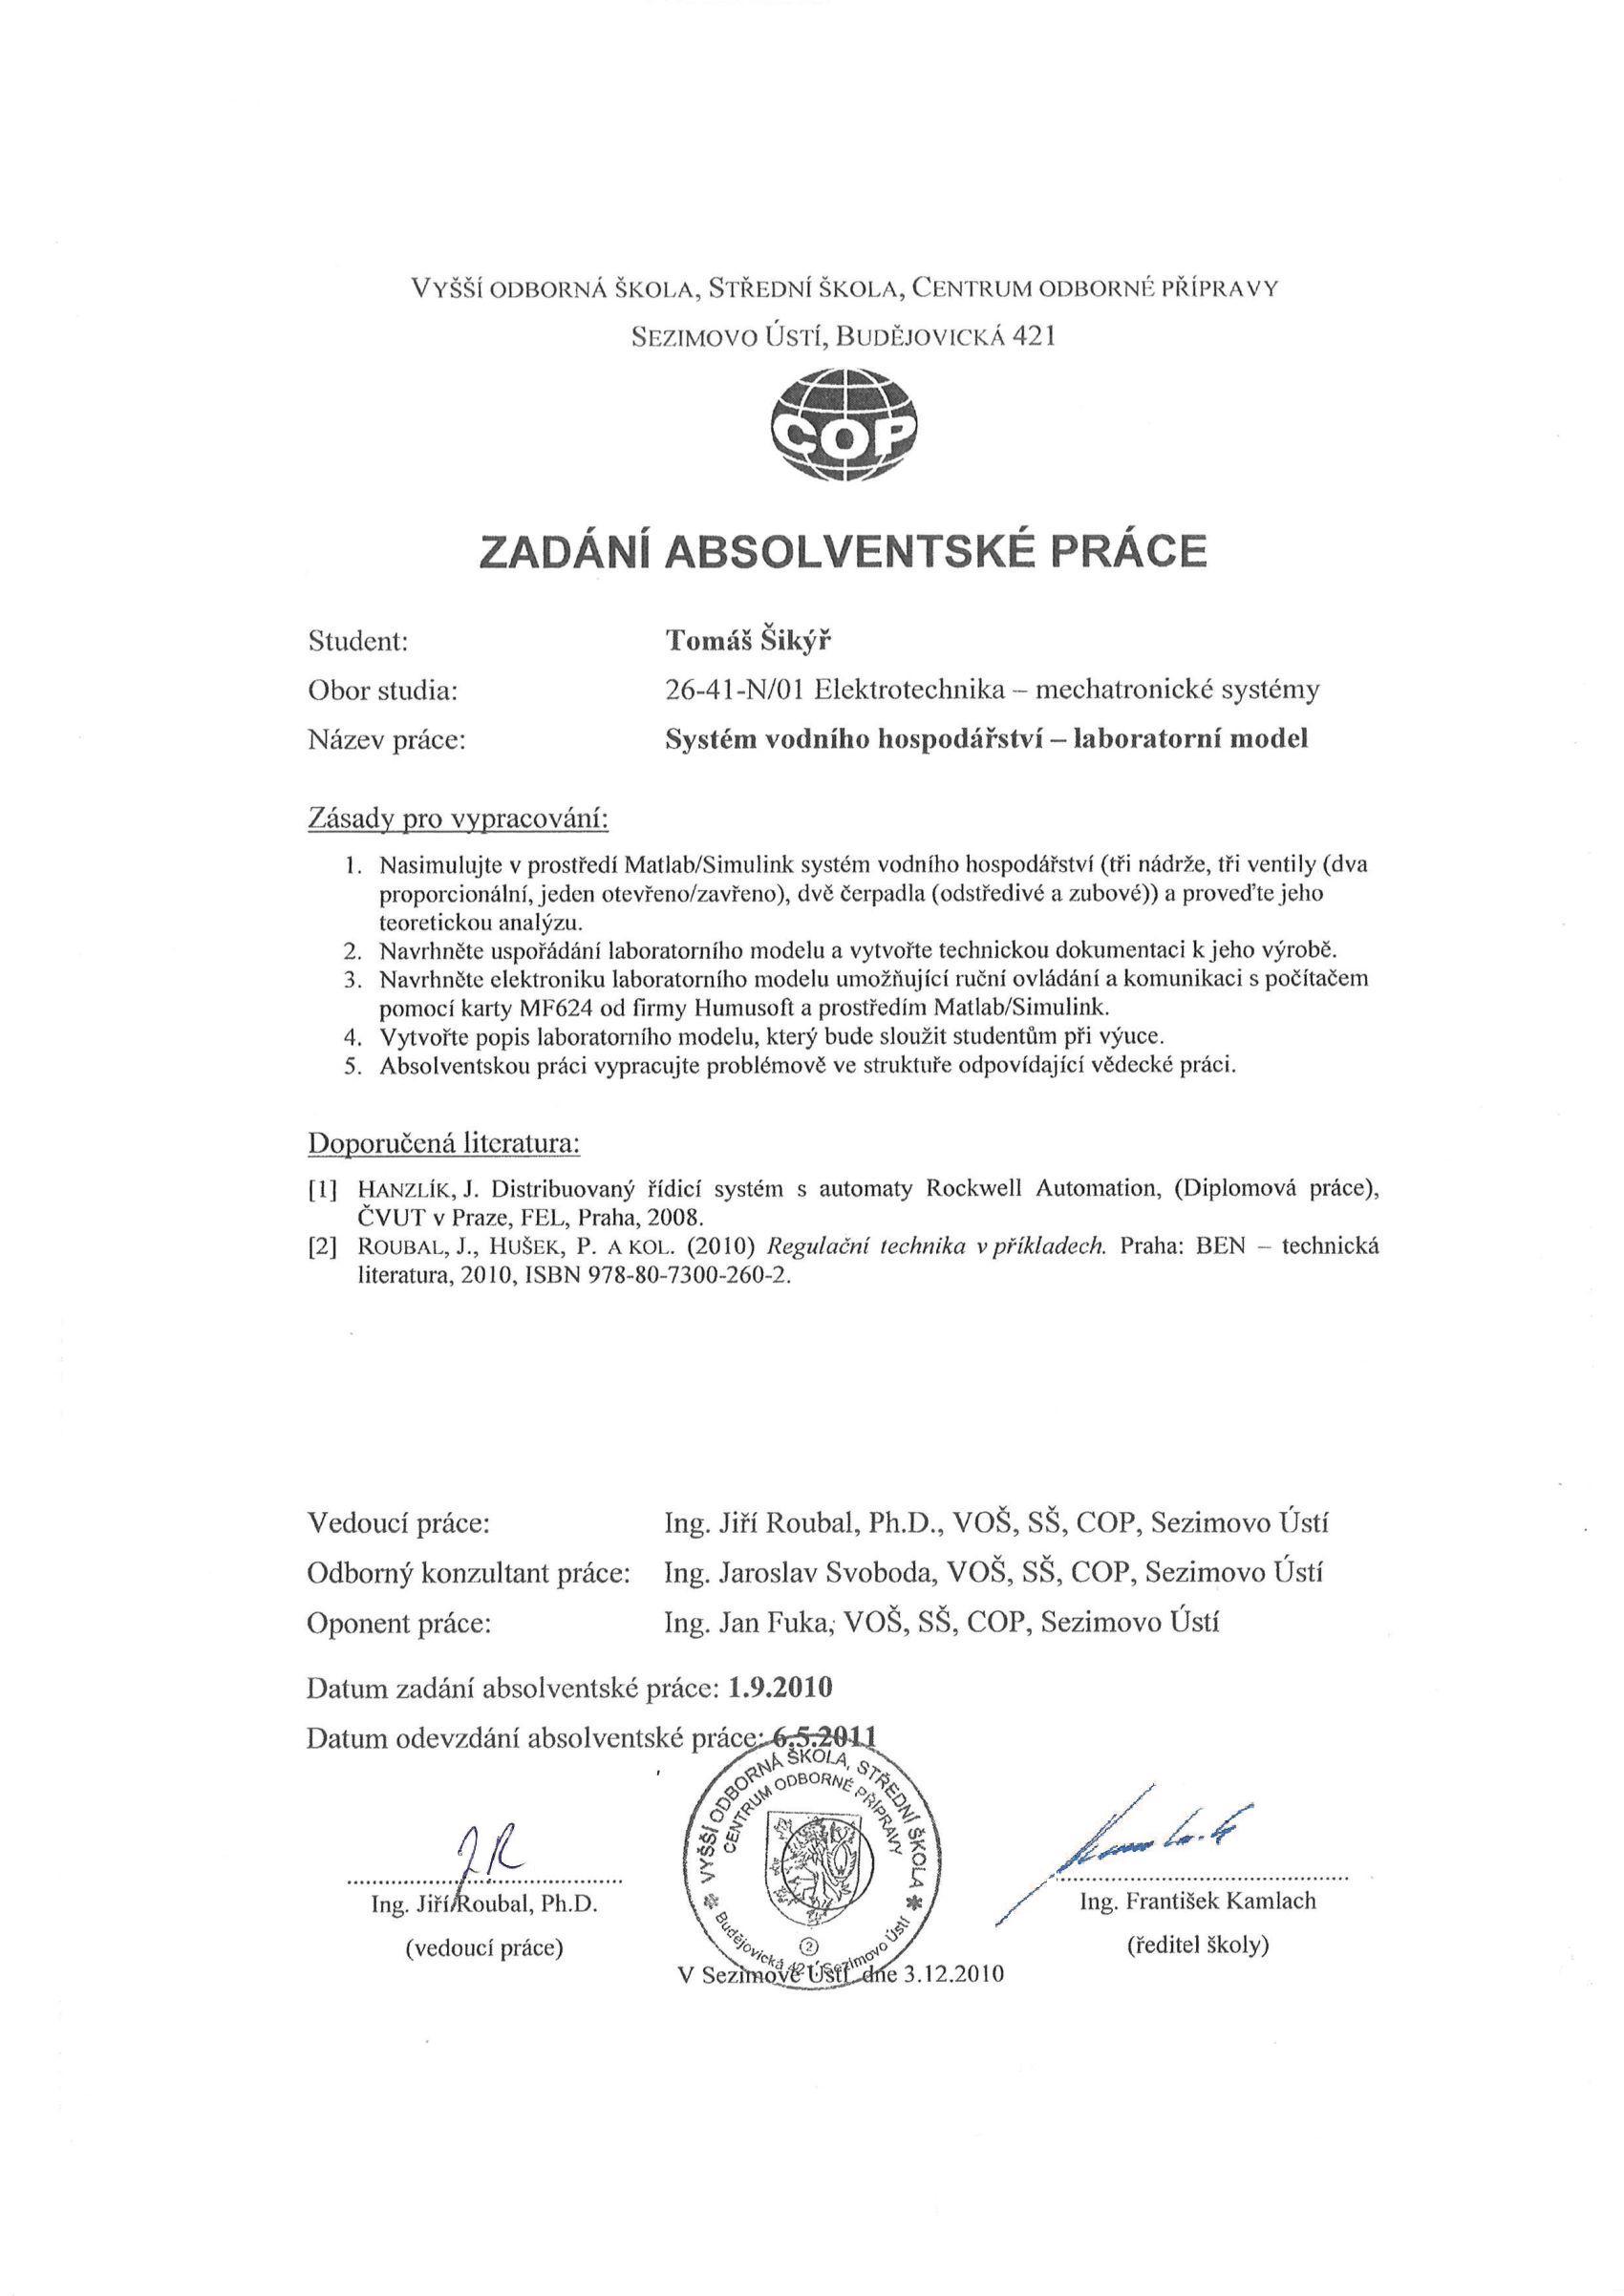 VYŠŠÍ ODBORNÁ ŠKOLA, STŘEDNÍ ŠKOLA, CENTRUM ODBORNÉ PŘÍPRAVY
SEZIMOVO ÚSTÍ, BUDĚJOVICKÁ 421
COP
ZADÁNÍ ABSOLVENTSKÉ PRÁCE
Student: Tomáš Šikýř
Obor studia: 26-41-N/01 Elektrotechnika – mechatronické systémy
Název práce: Systém vodního hospodářství – laboratorní model
Zásady pro vypracování:
1. Nasimulujte v prostředí Matlab/Simulink systém vodního hospodářství (tři nádrže, tři ventily (dva
proporcionální, jeden otevřeno/zavřeno), dvě čerpadla (odstředivé a zubové)) a proveďte jeho
teoretickou analýzu.
2. Navrhněte uspořádání laboratorního modelu a vytvořte technickou dokumentaci k jeho výrobě.
3. Navrhněte elektroniku laboratorního modelu umožňující ruční ovládání a komunikaci s počítačem
pomocí karty MF624 od firmy Humusoft a prostředím Matlab/Simulink.
4. Vytvořte popis laboratorního modelu, který bude sloužit studentům při výuce.
5. Absolventskou práci vypracujte problémově ve struktuře odpovídající vědecké práci.
Doporučená literatura:
[1] HANZLÍK, J. Distribuovaný řídicí systém s automaty Rockwell Automation, (Diplomová práce),
ČVUT v Praze, FEL, Praha, 2008.
[2] ROUBAL, J., HUŠEK, P. A KOL. (2010) Regulační technika v příkladech. Praha: BEN – technická
literatura, 2010, ISBN 978-80-7300-260-2.
Vedoucí práce: Ing. Jiří Roubal, Ph.D., VOŠ, SŠ, COP, Sezimovo Ústí
Odborný konzultant práce: Ing. Jaroslav Svoboda, VOŠ, SŠ, COP, Sezimovo Ústí
Oponent práce: Ing. Jan Fuka, VOŠ, SŠ, COP, Sezimovo Ústí
Datum zadání absolventské práce: 1.9.2010
Datum odevzdání absolventské práce: 6.5.2011
VYŠŠÍ ODBORNÁ ŠKOLA, STŘEDNÍ ŠKOLA
CENTRUM ODBORNÉ PŘÍPRAVY
Budějovická 421 Sezimovo Ústí
2
JR
Ing. Jiří Roubal, Ph.D. Ing. František Kamlach
(vedoucí práce) (ředitel školy)
V Sezimově Ústí dne 3.12.2010